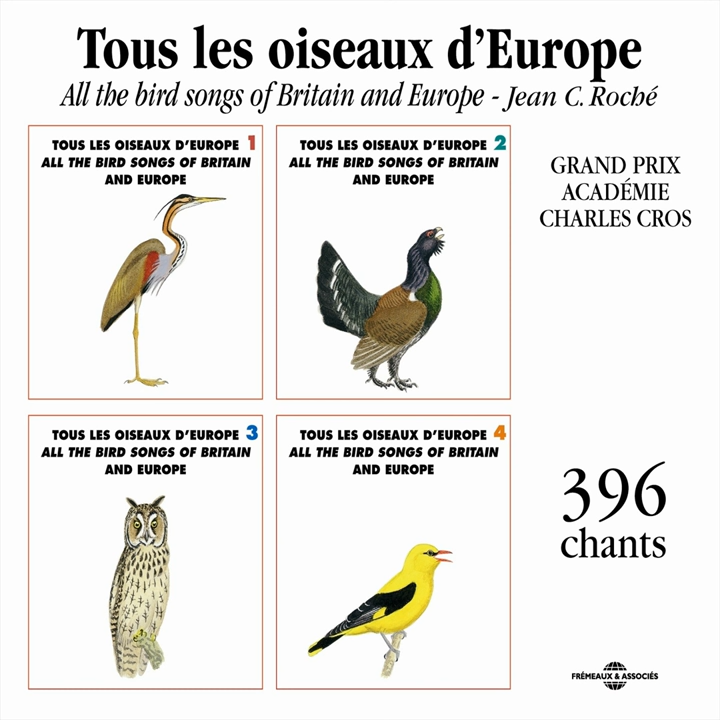 Tous les oiseaux d'Europe
All the bird songs of Britain and Europe - Jean C. Roché
TOUS LES OISEAUX D'EUROPE 1
ALL THE BIRD SONGS OF BRITAIN
AND EUROPE
TOUS LES OISEAUX D'EUROPE 2
ALL THE BIRD SONGS OF BRITAIN
AND EUROPE
GRAND PRIX
ACADÉMIE
CHARLES CROS
TOUS LES OISEAUX D'EUROPE 3
ALL THE BIRD SONGS OF BRITAIN
AND EUROPE
TOUS LES OISEAUX D'EUROPE 4
ALL THE BIRD SONGS OF BRITAIN
AND EUROPE
396
chants
FRÉMEAUX & ASSOCIÉS